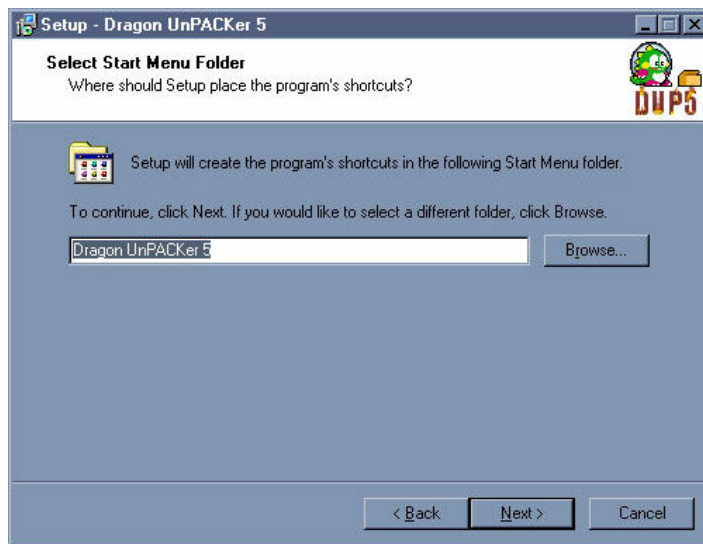 Setup - Dragon UnPACKer 5
Select Start Menu Folder
Where should Setup place the program's shortcuts?
DUP5
Setup will create the program's shortcuts in the following Start Menu folder.
To continue, click Next. If you would like to select a different folder, click Browse.
Dragon UnPACKer 5
Browse...
< Back
Next >
Cancel